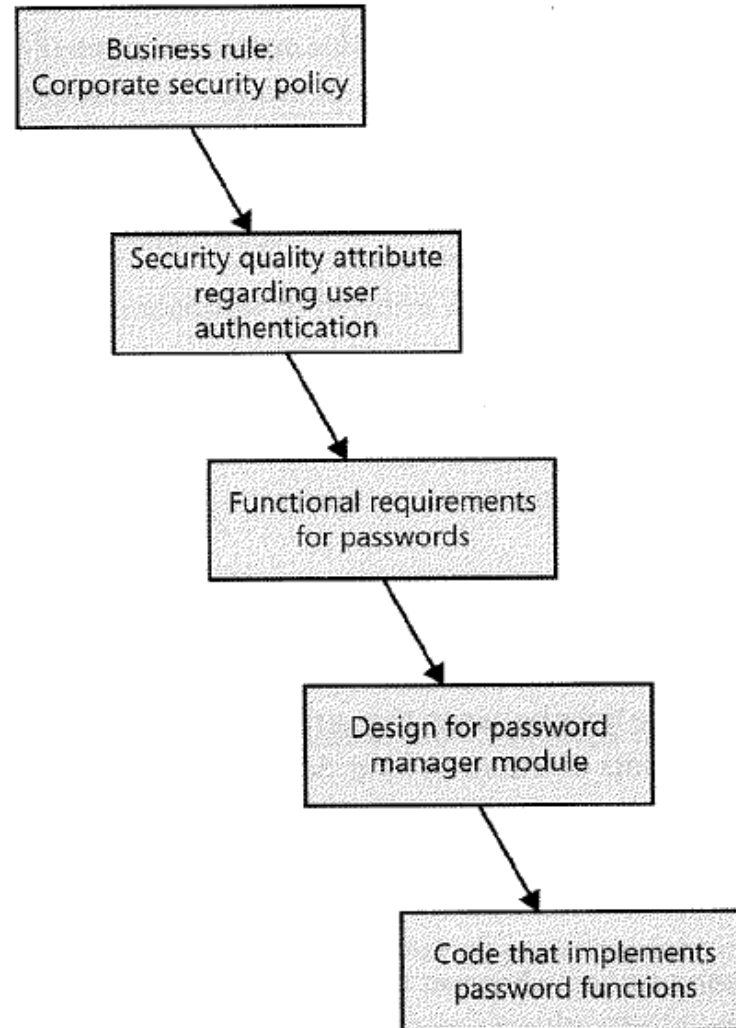 Business rule:
Corporate security policy
Security quality attribute
regarding user
authentication
Functional requirements
for passwords
Design for password
manager module
Code that implements
password functions